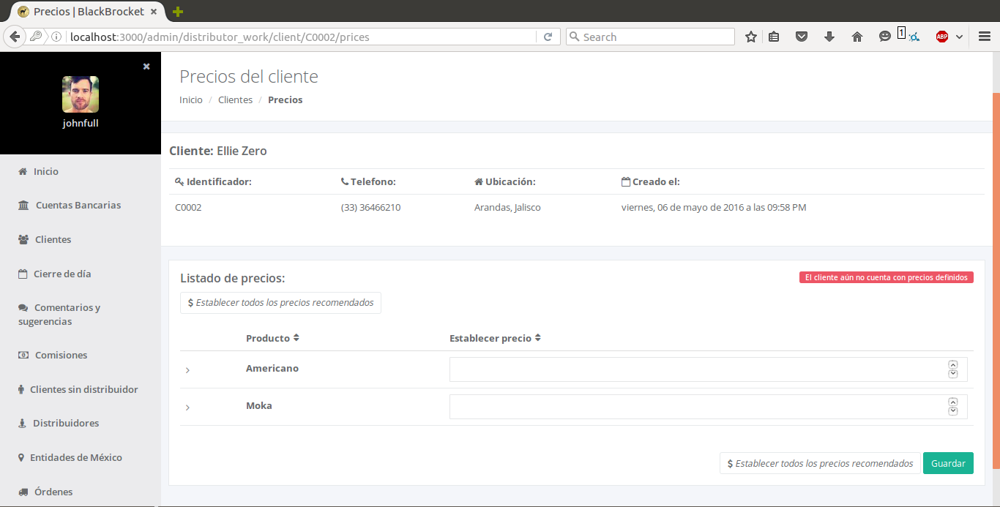 Precios | BlackBrocket
localhost:3000/admin/distributor_work/client/C0002/prices
Search
1
ABP
johnfull
Inicio
Cuentas Bancarias
Clientes
Cierre de día
Comentarios y
sugerencias
Comisiones
Clientes sin distribuidor
Distribuidores
Entidades de México
Órdenes
Precios del cliente
Inicio / Clientes / Precios
Cliente: Ellie Zero
Identificador: Telefono: Ubicación: Creado el:
C0002 (33) 36466210 Arandas, Jalisco viernes, 06 de mayo de 2016 a las 09:58 PM
Listado de precios: El cliente aún no cuenta con precios definidos
$ Establecer todos los precios recomendados
Producto Establecer precio
Americano
Moka
$ Establecer todos los precios recomendados Guardar